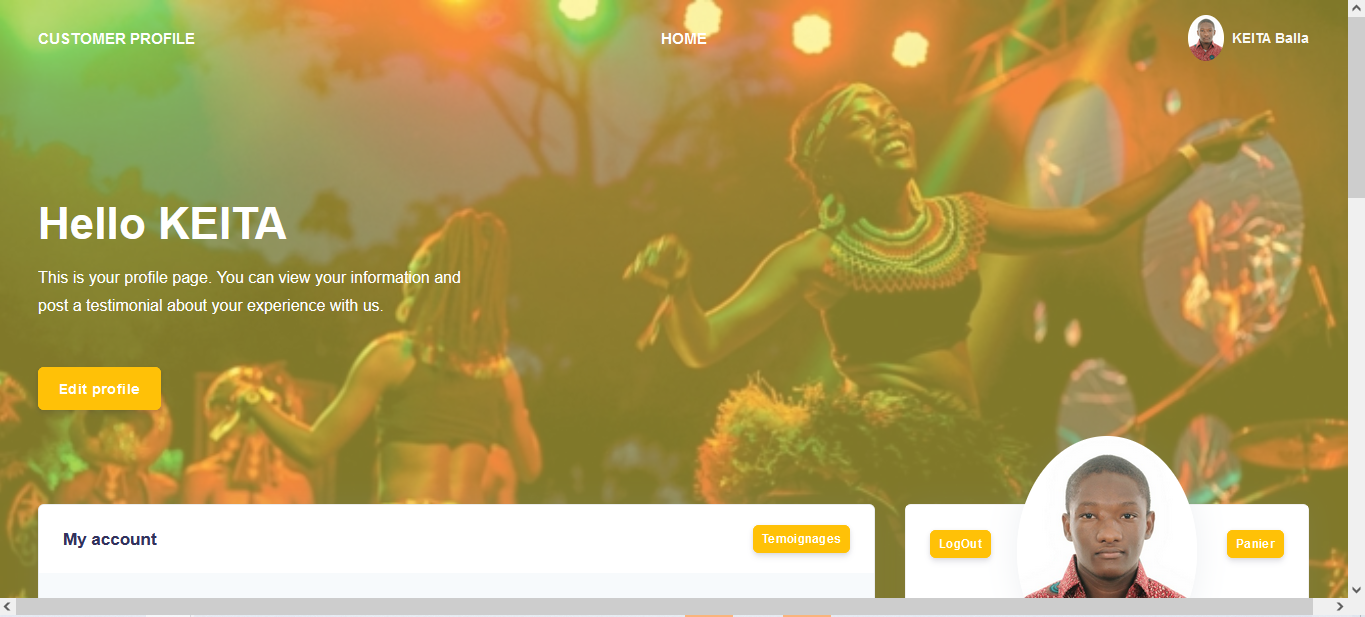 CUSTOMER PROFILE
HOME
KEITA Balla
Hello KEITA
This is your profile page. You can view your information and
post a testimonial about your experience with us.
Edit profile
My account
Temoignages
LogOut
Panier